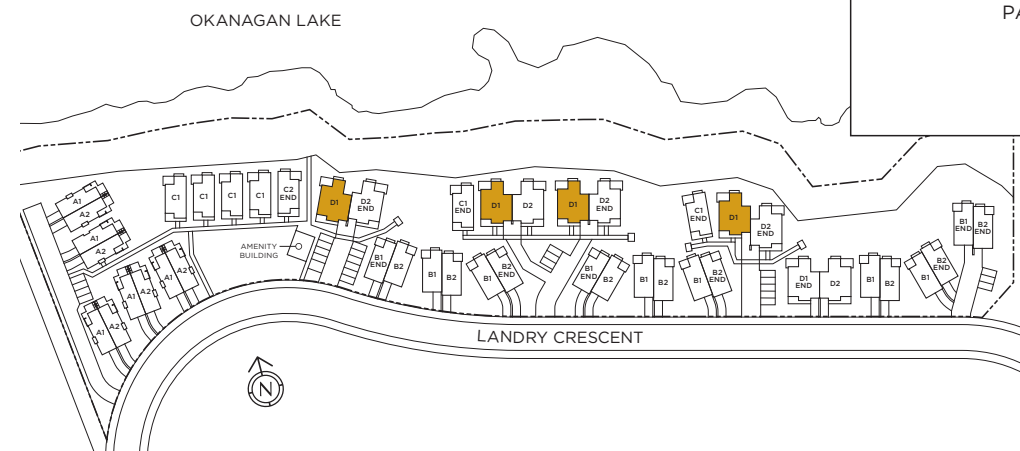 OKANAGAN LAKE
PA
A1
A2
C1
C1
C1
C1
C2
END
D1
D2
END
C1
END
D1
D2
D1
D2
END
C1
END
D1
D2
END
B1
END
B2
END
A1
A2
AMENITY
BUILDING
A1
A2
A1
A2
A1
A2
B1
END
B2
B1
B2
B1
B2
END
B1
END
B2
B1
B2
B1
B2
END
D1
END
D2
B1
B2
B1
B2
END
LANDRY CRESCENT
N